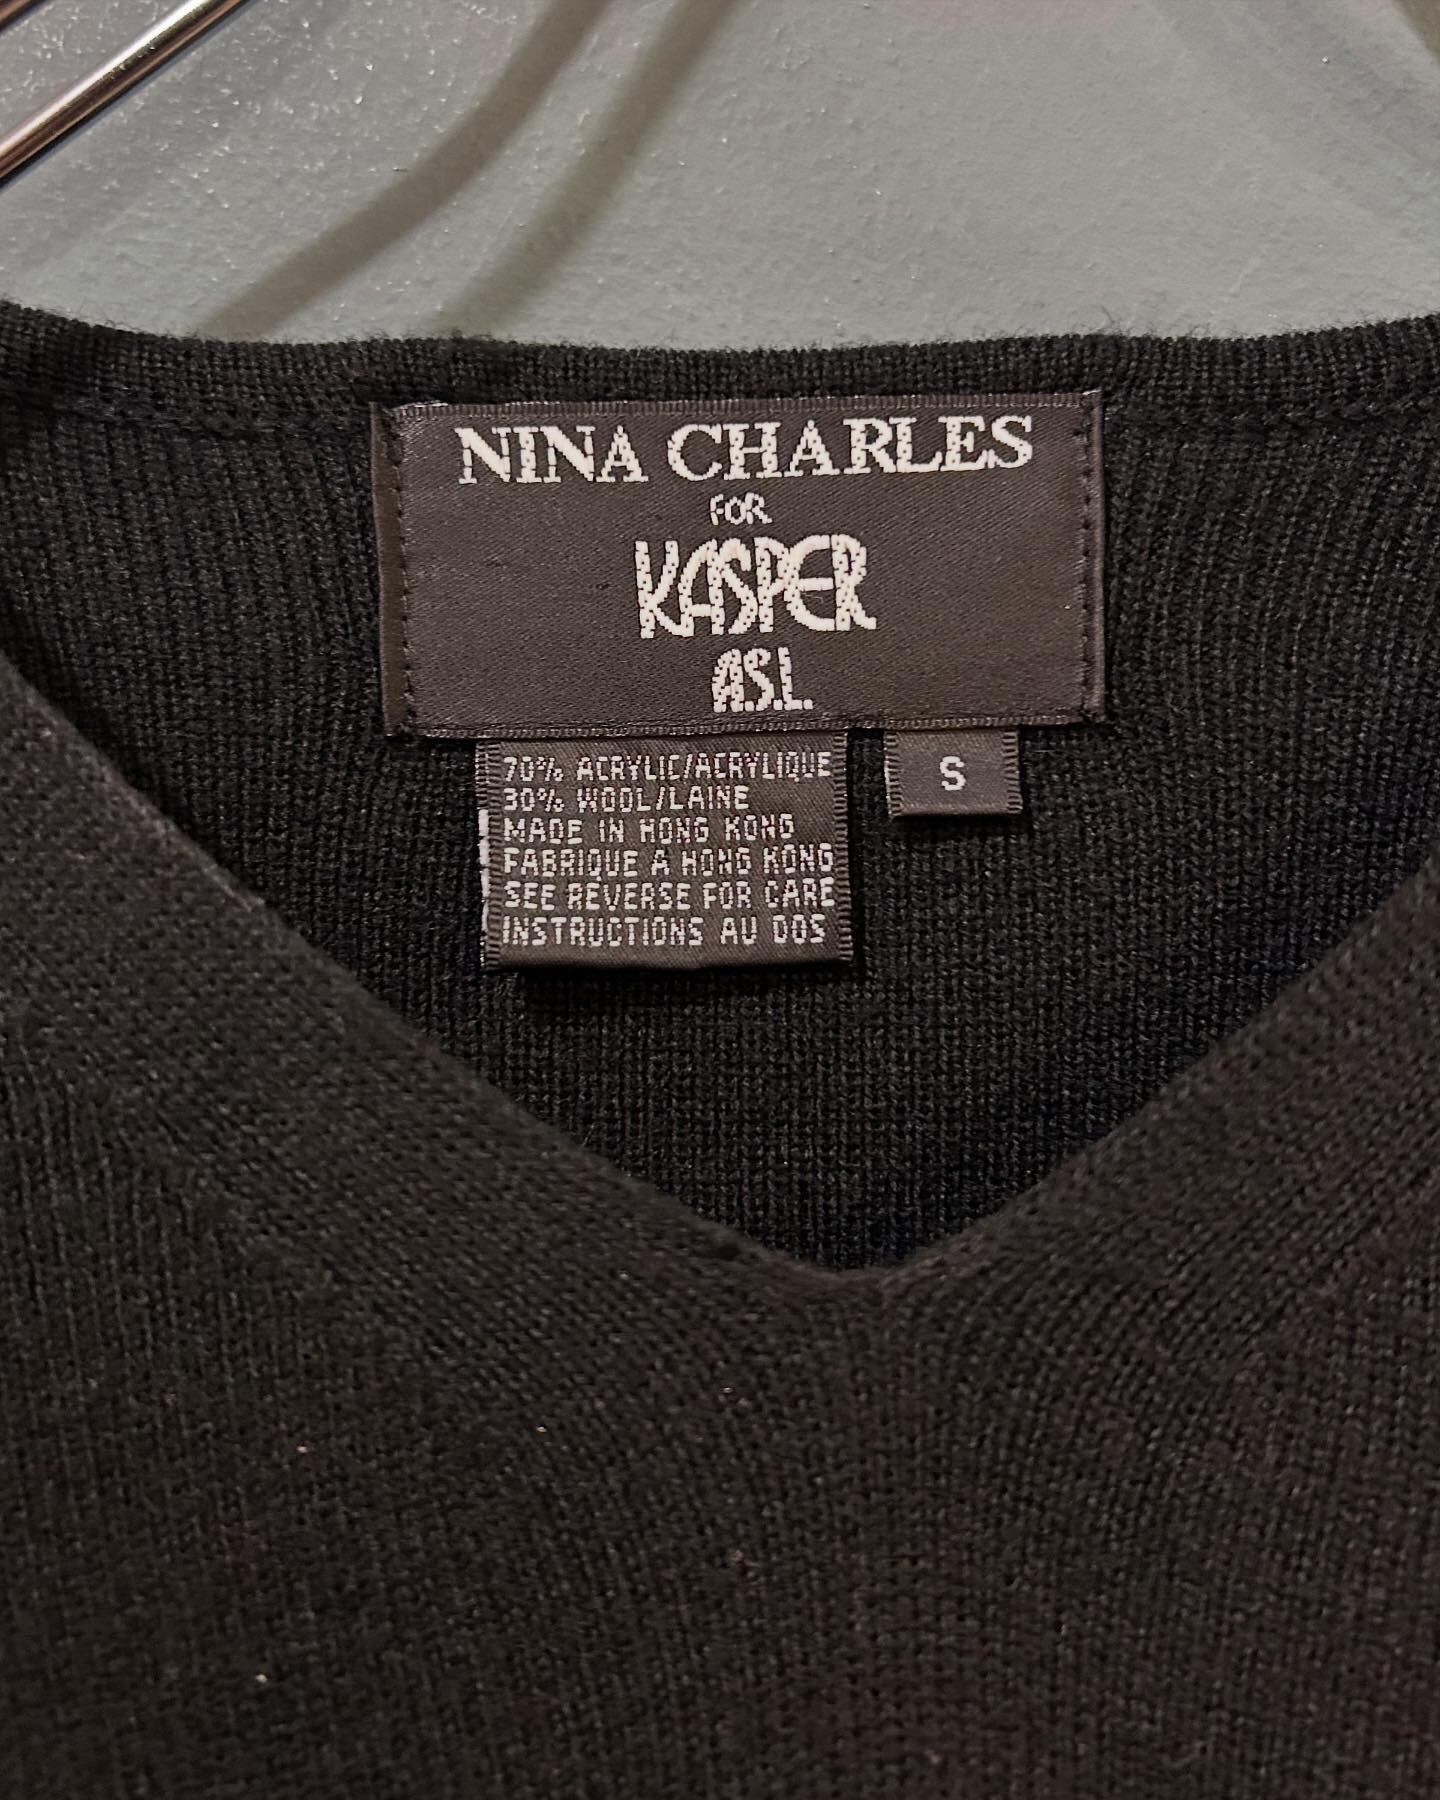 NINA CHARLES
FOR
KASPER
A.S.L.
70% ACRYLIC/ACRYLIQUE
30% WOOL/LAINE
MADE IN HONG KONG
FABRIQUE A HONG KONG
SEE REVERSE FOR CARE
INSTRUCTIONS AU DOS
S